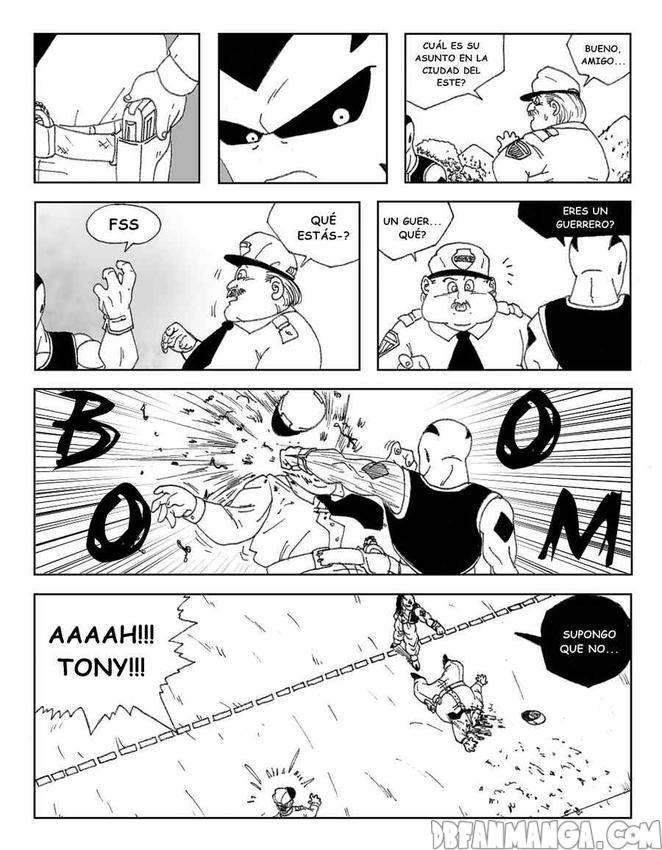 CUÁL ES SU
ASUNTO EN LA
CIUDAD DEL
ESTE?
BUENO,
AMIGO...
FSS
QUÉ
ESTÁS-?
UN GUER...
QUÉ?
ERES UN
GUERRERO?
BOOM
AAAAH!!!
TONY!!!
SUPONGO
QUE NO...
DBFANMANGA.COM